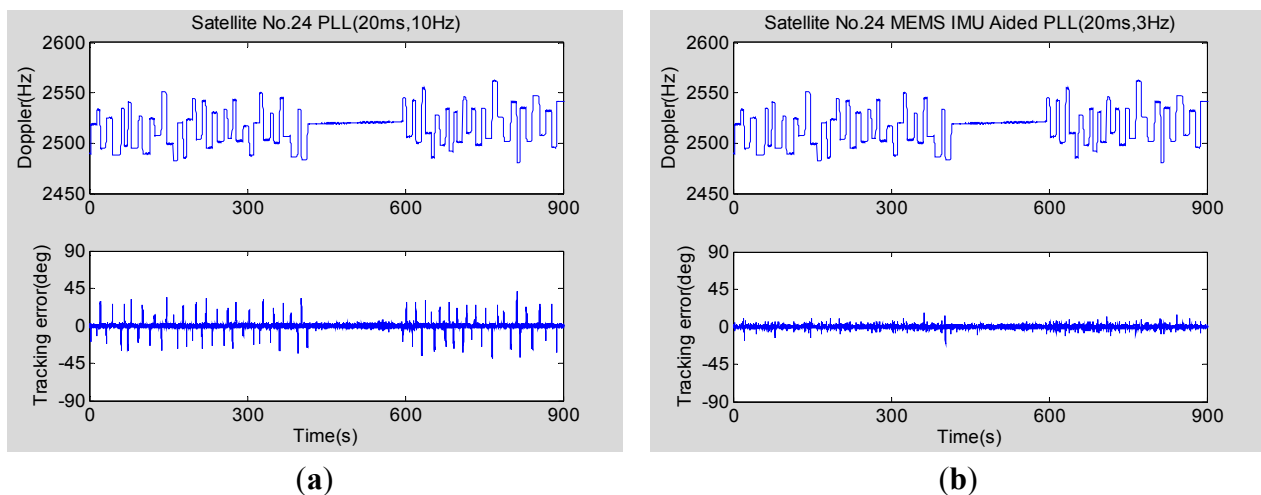 Satellite No.24 PLL(20ms,10Hz)
2600
2550
2500
2450
Doppler(Hz)
0 300 600 900
90
45
0
-45
-90
Tracking error(deg)
0 300 600 900
Time(s)
(a)
Satellite No.24 MEMS IMU Aided PLL(20ms,3Hz)
2600
2550
2500
2450
Doppler(Hz)
0 300 600 900
90
45
0
-45
-90
Tracking error(deg)
0 300 600 900
Time(s)
(b)